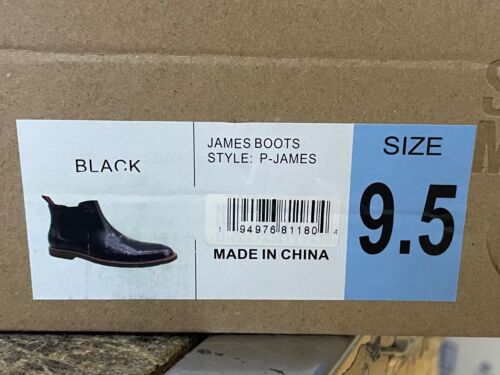 BLACK
JAMES BOOTS
STYLE: P-JAMES
1 94976 81180 4
MADE IN CHINA
SIZE
9.5